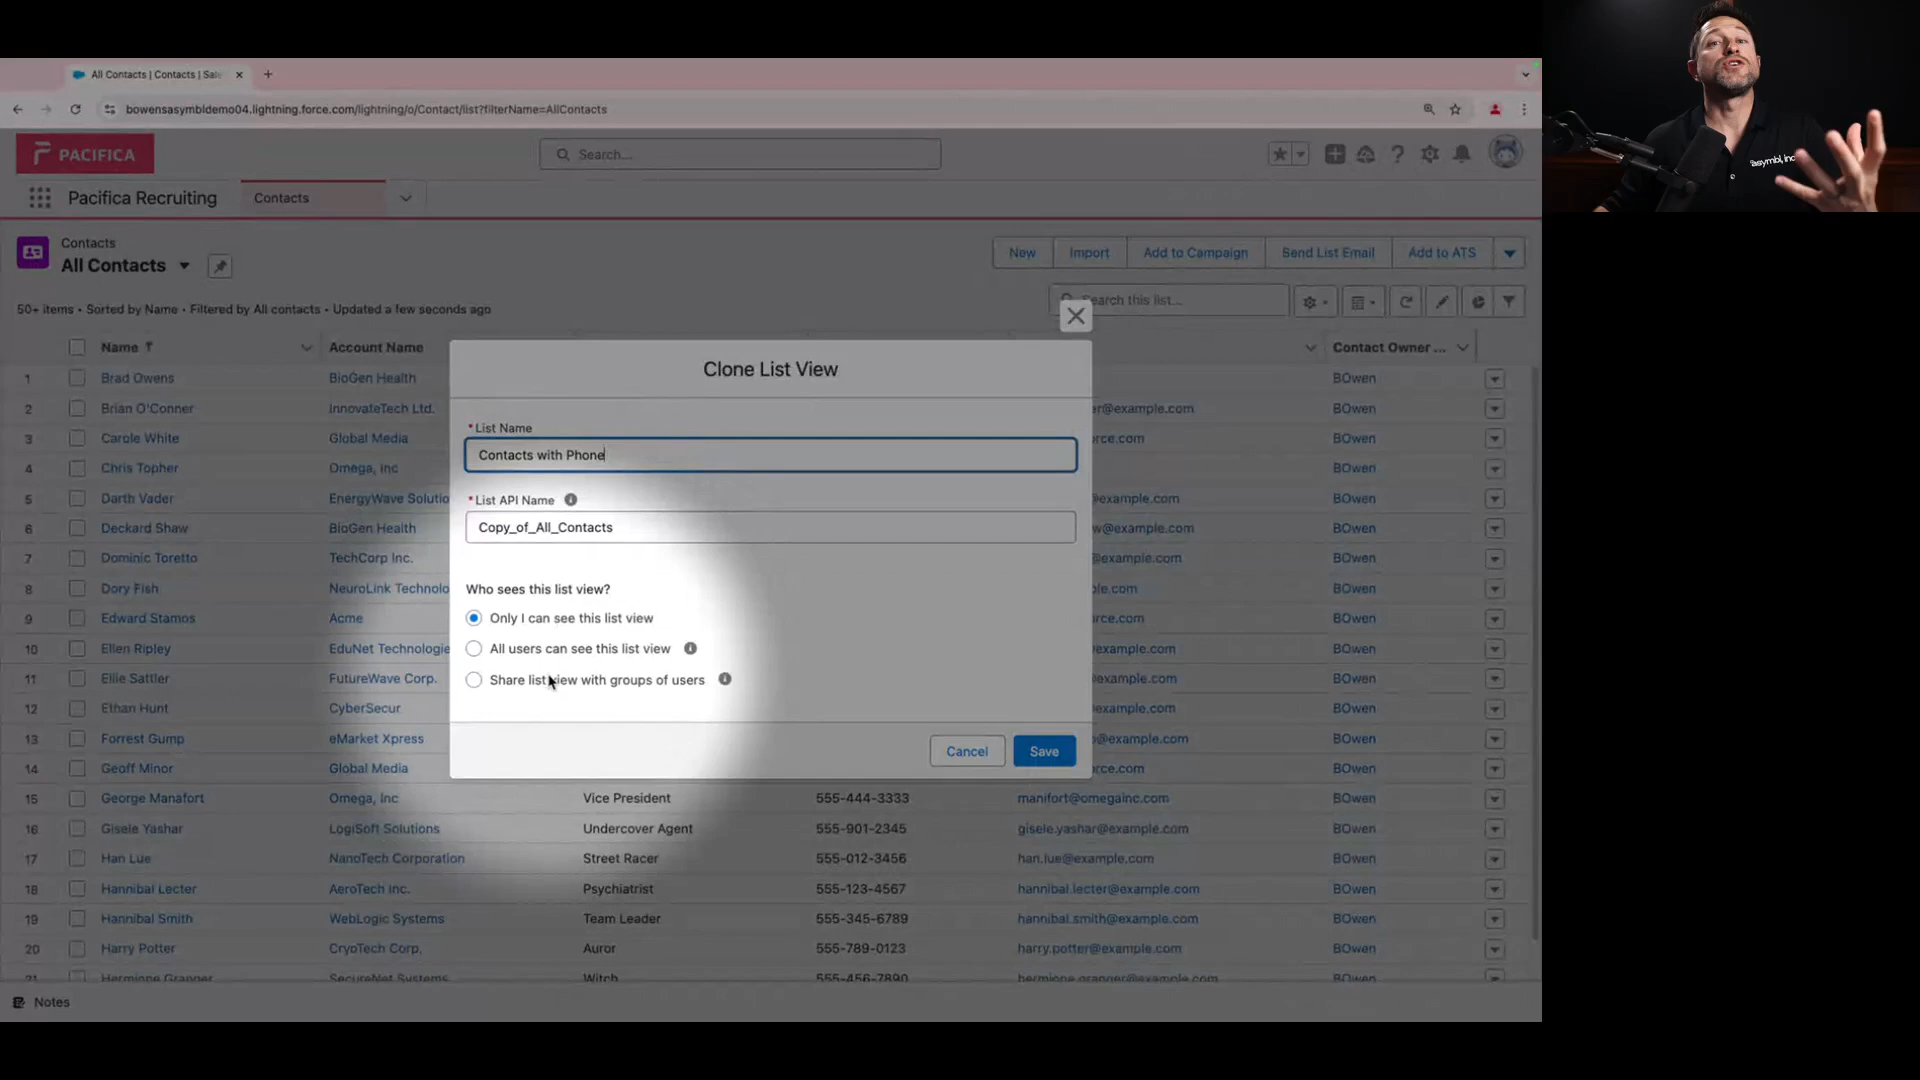 All Contacts | Contacts | Sale
bowensasymbldemo04.lightning.force.com/lightning/o/Contact/list?filterName=AllContacts
PACIFICA
Search...
Pacifica Recruiting
Contacts
Contacts
All Contacts
New
Import
Add to Campaign
Send List Email
Add to ATS
50+ items • Sorted by Name • Filtered by All contacts • Updated a few seconds ago
Search this list...
Name
Account Name
Contact Owner ...
1 Brad Owens BioGen Health BOwen
2 Brian O'Conner InnovateTech Ltd. er@example.com BOwen
3 Carole White Global Media rce.com BOwen
4 Chris Topher Omega, Inc BOwen
5 Darth Vader EnergyWave Solutio @example.com BOwen
6 Deckard Shaw BioGen Health w@example.com BOwen
7 Dominic Toretto TechCorp Inc. @example.com BOwen
8 Dory Fish NeuroLink Technolo ple.com BOwen
9 Edward Stamos Acme rce.com BOwen
10 Ellen Ripley EduNet Technologie @example.com BOwen
11 Ellie Sattler FutureWave Corp. example.com BOwen
12 Ethan Hunt CyberSecur example.com BOwen
13 Forrest Gump eMarket Xpress @example.com BOwen
14 Geoff Minor Global Media rce.com BOwen
15 George Manafort Omega, Inc Vice President 555-444-3333 manifort@omegainc.com BOwen
16 Gisele Yashar LogiSoft Solutions Undercover Agent 555-901-2345 gisele.yashar@example.com BOwen
17 Han Lue NanoTech Corporation Street Racer 555-012-3456 han.lue@example.com BOwen
18 Hannibal Lecter AeroTech Inc. Psychiatrist 555-123-4567 hannibal.lecter@example.com BOwen
19 Hannibal Smith WebLogic Systems Team Leader 555-345-6789 hannibal.smith@example.com BOwen
20 Harry Potter CryoTech Corp. Auror 555-789-0123 harry.potter@example.com BOwen
21 Hermione Granger SecureNet Systems Witch 555-456-7890 hermione.granger@example.com BOwen
Clone List View
* List Name
Contacts with Phone
* List API Name
Copy_of_All_Contacts
Who sees this list view?
Only I can see this list view
All users can see this list view
Share list view with groups of users
Cancel
Save
Notes
asymbl, inc